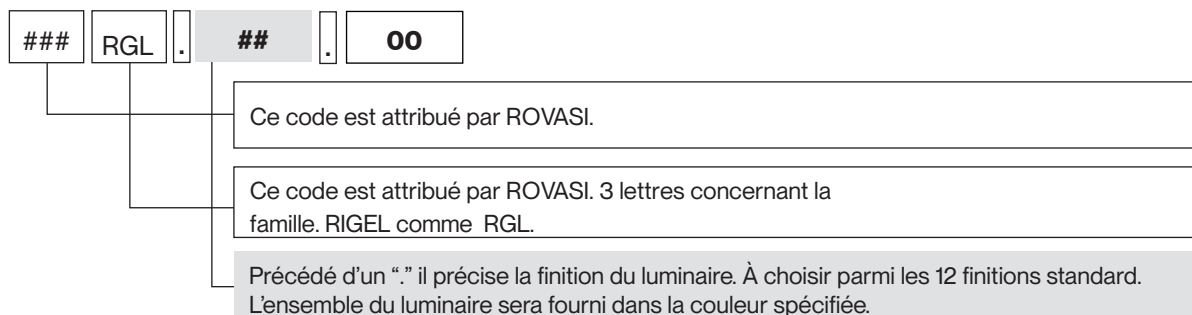 ### RGL . ## . 00
Ce code est attribué par ROVASI.
Ce code est attribué par ROVASI. 3 lettres concernant la
famille. RIGEL comme RGL.
Précédé d’un “.” il précise la finition du luminaire. À choisir parmi les 12 finitions standard.
L’ensemble du luminaire sera fourni dans la couleur spécifiée.